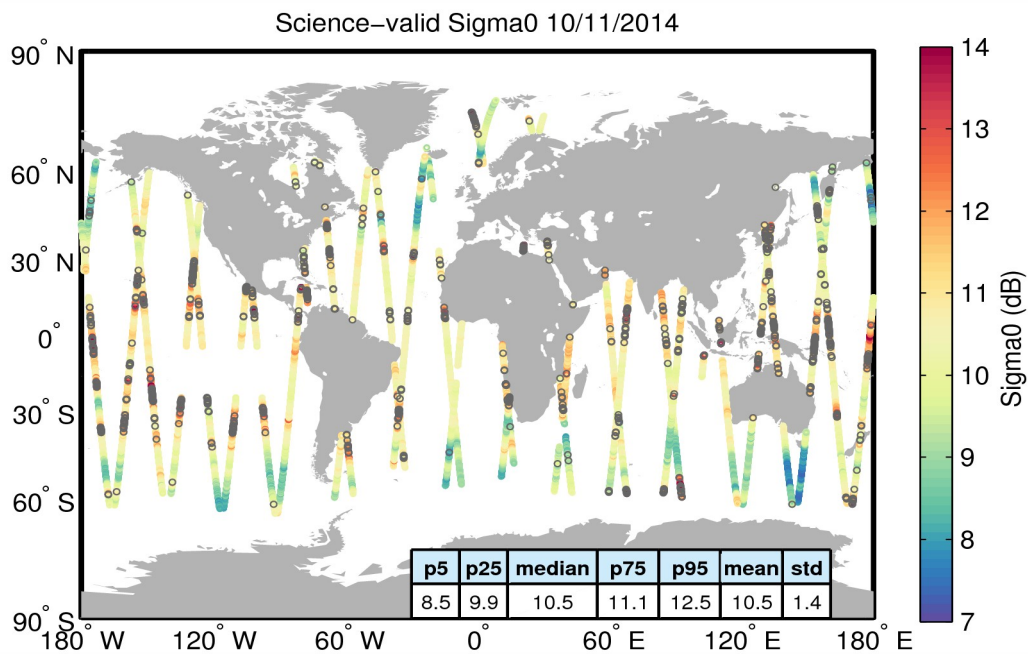 Science−valid Sigma0 10/11/2014
90° N
60° N
30° N
0°
30° S
60° S
90° S
180° W
120° W
60° W
0°
60° E
120° E
180° E
p5 p25 median p75 p95 mean std
8.5 9.9 10.5 11.1 12.5 10.5 1.4
14
13
12
11
10
9
8
7
Sigma0 (dB)